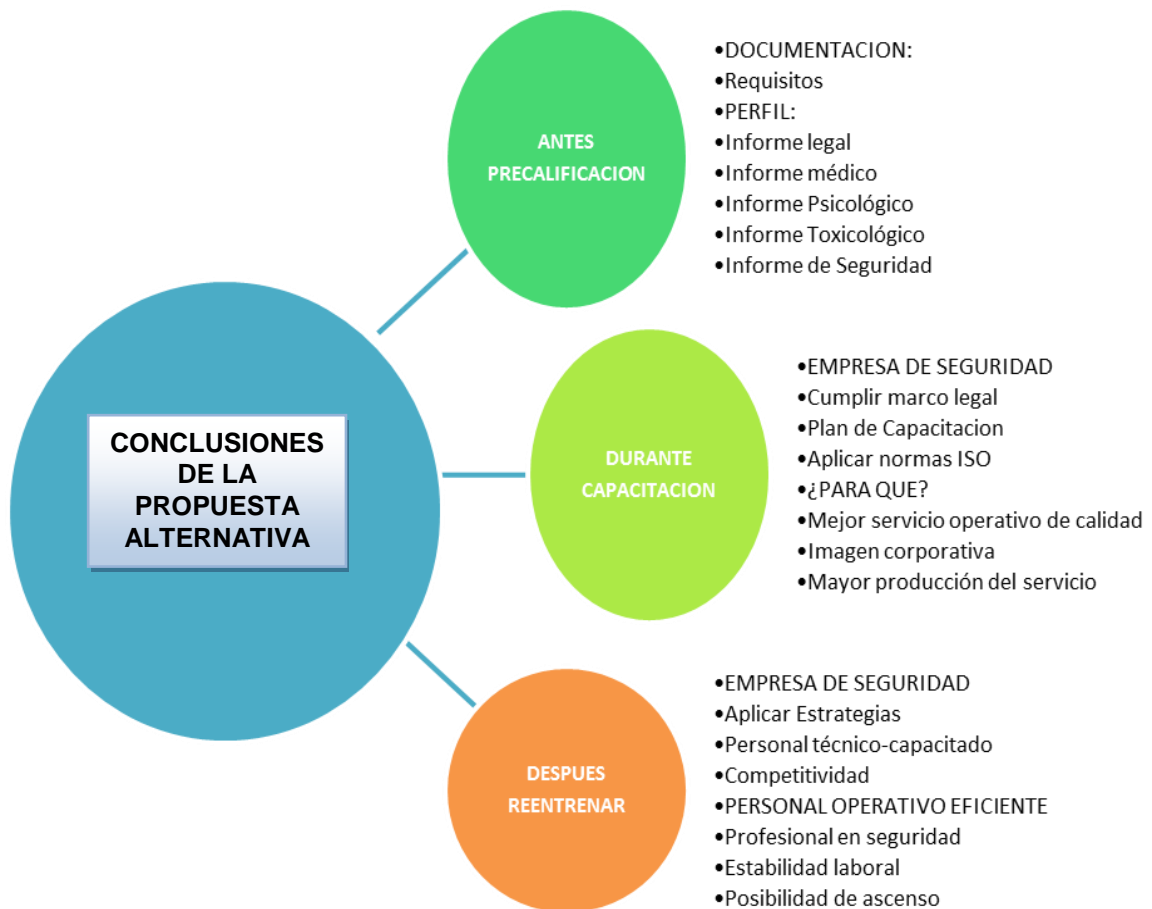 CONCLUSIONES
DE LA
PROPUESTA
ALTERNATIVA
ANTES
PRECALIFICACION
•DOCUMENTACION:
•Requisitos
•PERFIL:
•Informe legal
•Informe médico
•Informe Psicológico
•Informe Toxicológico
•Informe de Seguridad
DURANTE
CAPACITACION
•EMPRESA DE SEGURIDAD
•Cumplir marco legal
•Plan de Capacitacion
•Aplicar normas ISO
•¿PARA QUE?
•Mejor servicio operativo de calidad
•Imagen corporativa
•Mayor producción del servicio
DESPUES
REENTRENAR
•EMPRESA DE SEGURIDAD
•Aplicar Estrategias
•Personal técnico-capacitado
•Competitividad
•PERSONAL OPERATIVO EFICIENTE
•Profesional en seguridad
•Estabilidad laboral
•Posibilidad de ascenso